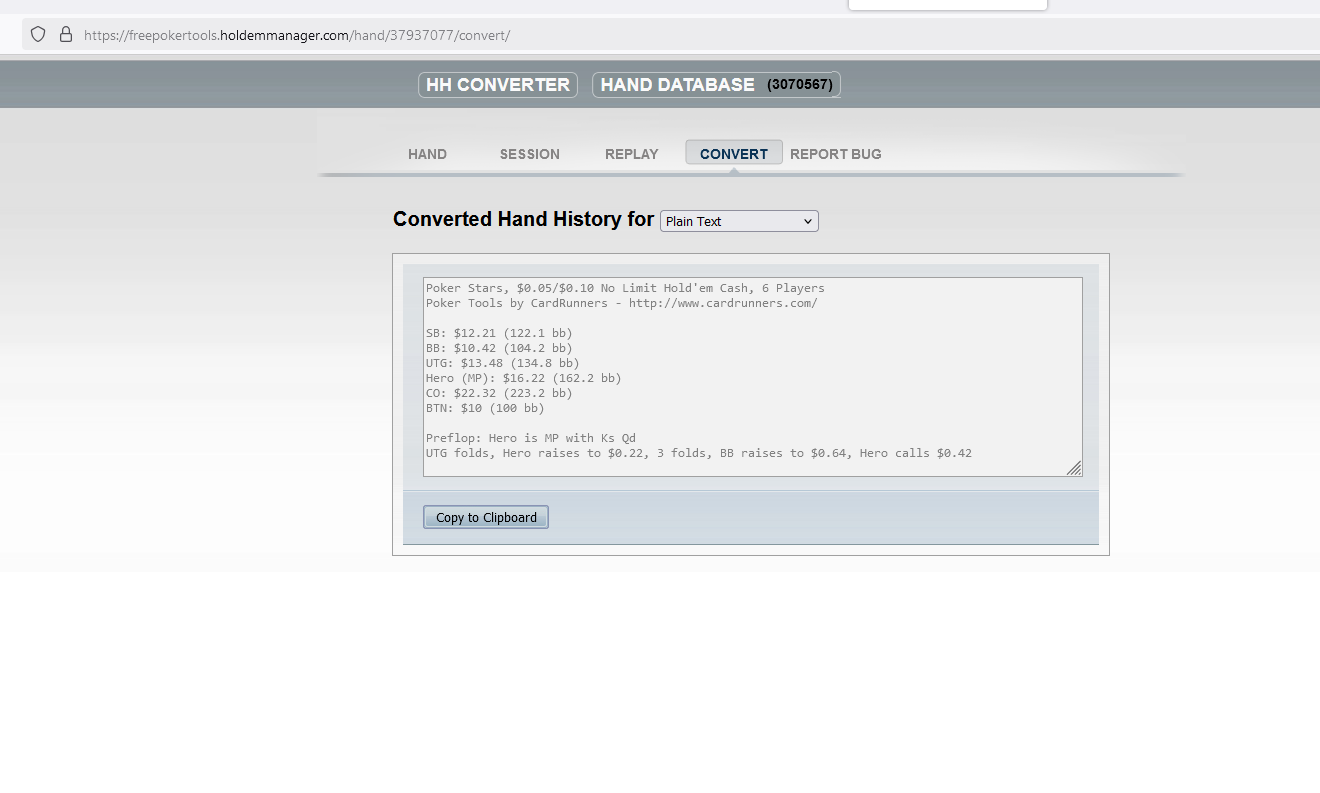 https://freepokertools.holdemmanager.com/hand/37937077/convert/
HH CONVERTER HAND DATABASE (3070567)
HAND SESSION REPLAY CONVERT REPORT BUG
Converted Hand History for Plain Text
Poker Stars, $0.05/$0.10 No Limit Hold'em Cash, 6 Players
Poker Tools by CardRunners - http://www.cardrunners.com/
SB: $12.21 (122.1 bb)
BB: $10.42 (104.2 bb)
UTG: $13.48 (134.8 bb)
Hero (MP): $16.22 (162.2 bb)
CO: $22.32 (223.2 bb)
BTN: $10 (100 bb)
Preflop: Hero is MP with Ks Qd
UTG folds, Hero raises to $0.22, 3 folds, BB raises to $0.64, Hero calls $0.42
Copy to Clipboard